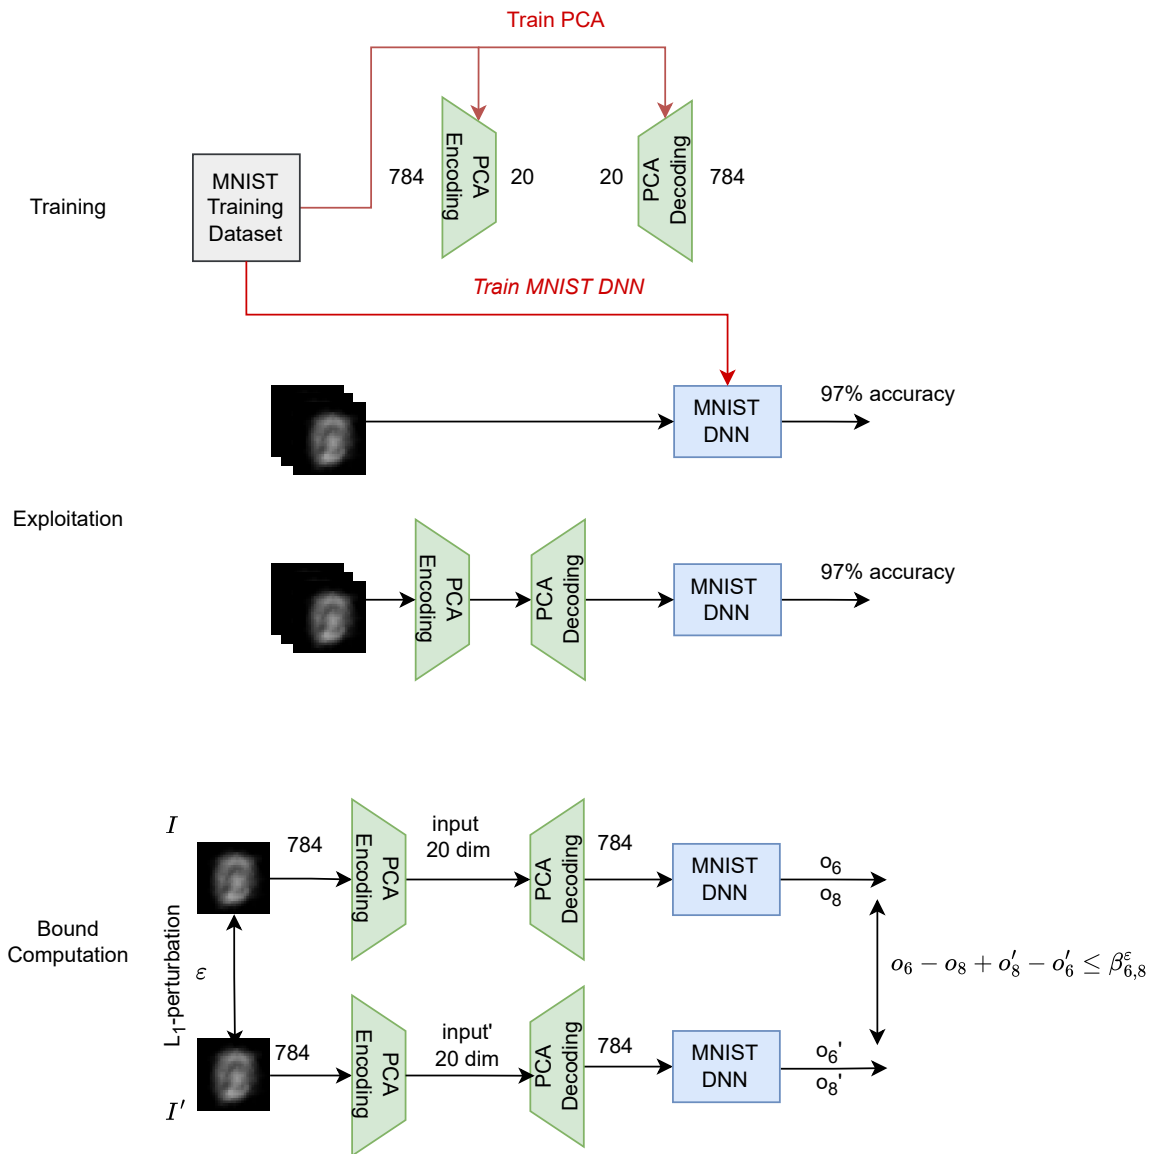 Train PCA
PCA
Encoding
PCA
Decoding
784
20
20
784
MNIST
Training
Dataset
Training
Train MNIST DNN
MNIST
DNN
97% accuracy
Exploitation
PCA
Encoding
PCA
Decoding
MNIST
DNN
97% accuracy
I
784
PCA
Encoding
input
20 dim
PCA
Decoding
784
MNIST
DNN
o₆
o₈
Bound
Computation
L₁-perturbation
ε
o₆ − o₈ + o′₈ − o′₆ ≤ β^ε_{6,8}
I′
784
PCA
Encoding
input'
20 dim
PCA
Decoding
784
MNIST
DNN
o₆'
o₈'